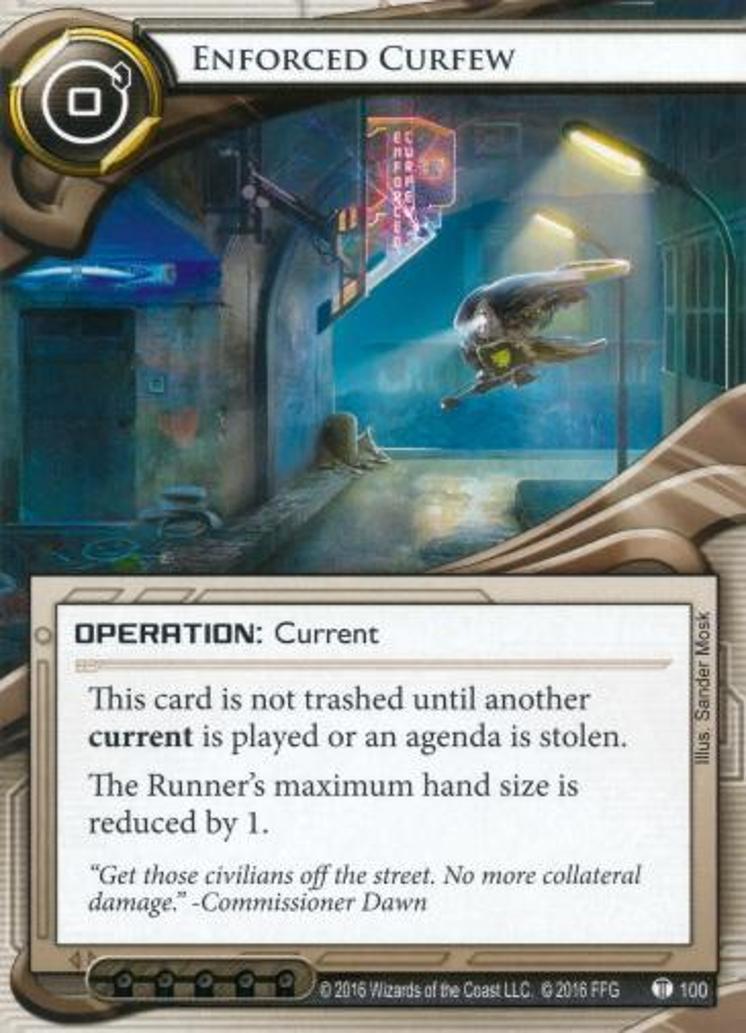 ENFORCED CURFEW
CURFEW
ENFORCED
OPERATION: Current
This card is not trashed until another
current is played or an agenda is stolen.
The Runner's maximum hand size is
reduced by 1.
“Get those civilians off the street. No more collateral
damage.” -Commissioner Dawn
Illus. Sander Mosk
© 2016 Wizards of the Coast LLC. © 2016 FFG
100